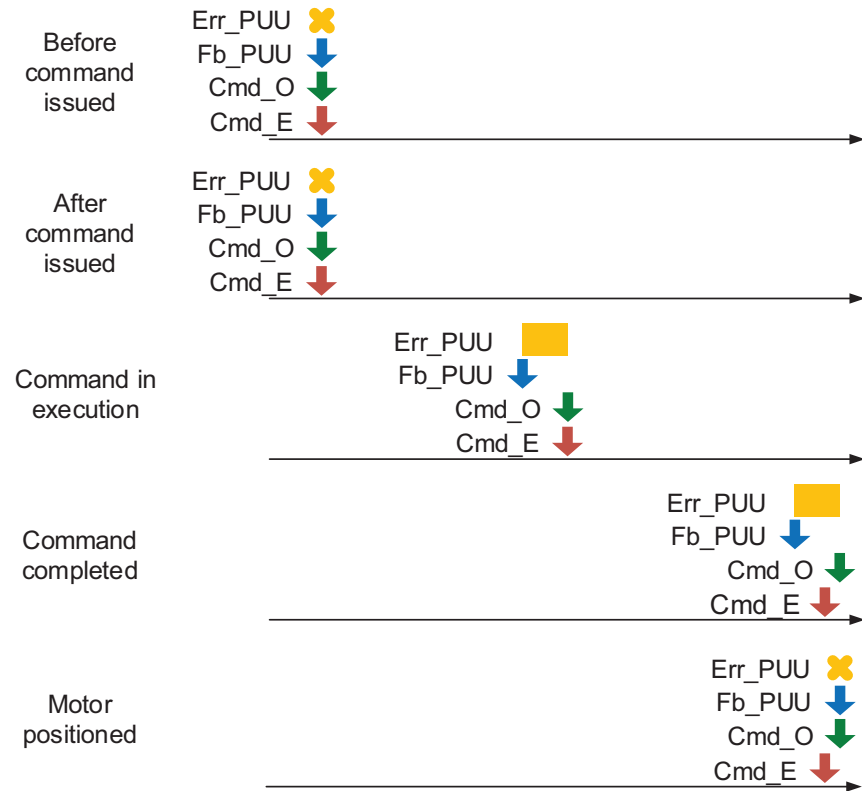 Before
command
issued
Err_PUU
Fb_PUU
Cmd_O
Cmd_E
After
command
issued
Err_PUU
Fb_PUU
Cmd_O
Cmd_E
Command in
execution
Err_PUU
Fb_PUU
Cmd_O
Cmd_E
Command
completed
Err_PUU
Fb_PUU
Cmd_O
Cmd_E
Motor
positioned
Err_PUU
Fb_PUU
Cmd_O
Cmd_E